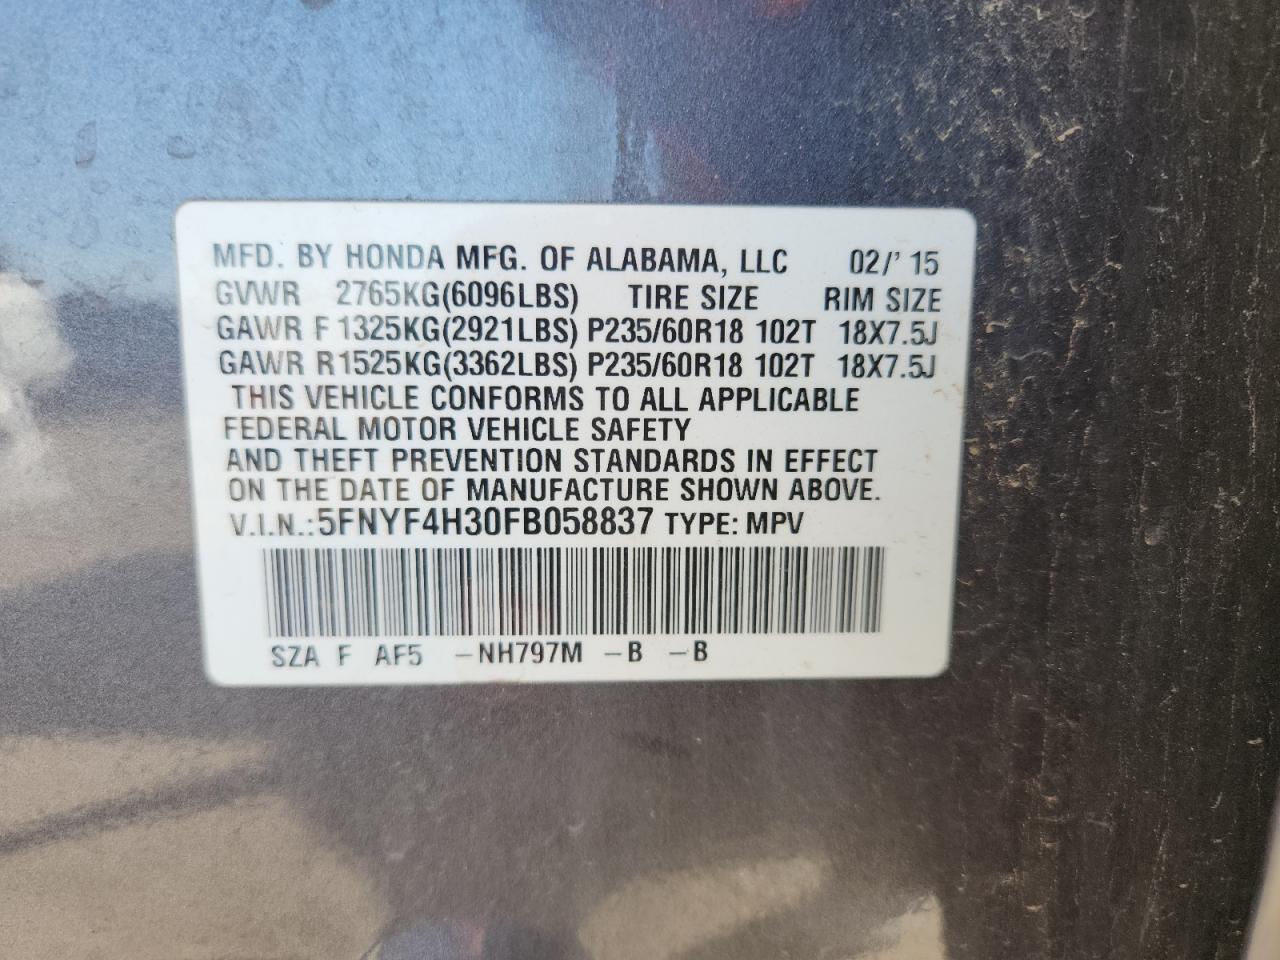 MFD. BY HONDA MFG. OF ALABAMA, LLC 02/' 15
GVWR 2765KG(6096LBS) TIRE SIZE RIM SIZE
GAWR F 1325KG(2921LBS) P235/60R18 102T 18X7.5J
GAWR R1525KG(3362LBS) P235/60R18 102T 18X7.5J
THIS VEHICLE CONFORMS TO ALL APPLICABLE
FEDERAL MOTOR VEHICLE SAFETY
AND THEFT PREVENTION STANDARDS IN EFFECT
ON THE DATE OF MANUFACTURE SHOWN ABOVE.
V.I.N.:5FNYF4H30FB058837 TYPE: MPV
SZA F AF5 -NH797M -B -B